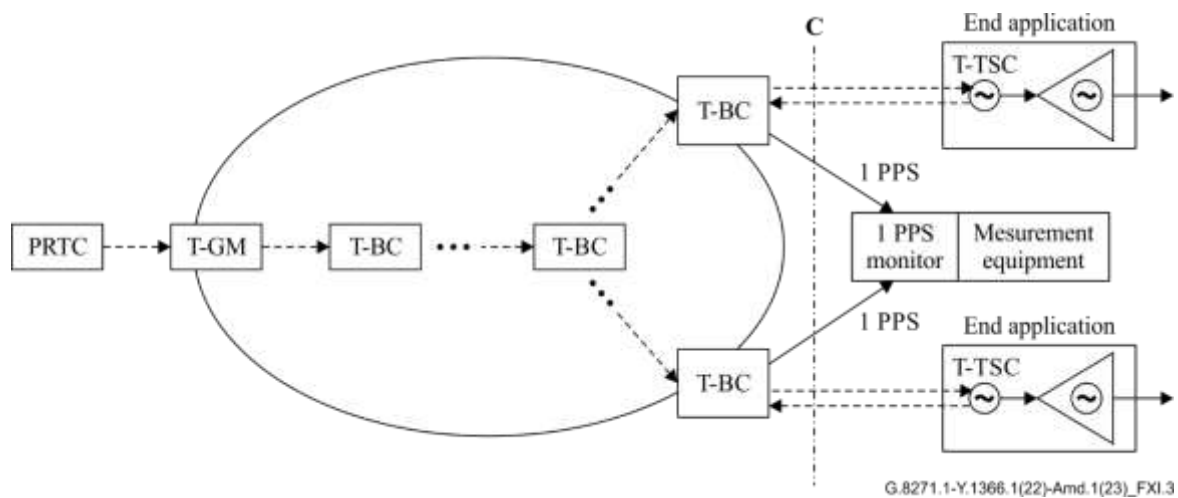 C
End application
T-TSC
T-BC
1 PPS
PRTC
T-GM
T-BC
T-BC
1 PPS
monitor
Mesurement
equipment
1 PPS
End application
T-TSC
T-BC
G.8271.1-Y.1366.1(22)-Amd.1(23)_FXI.3